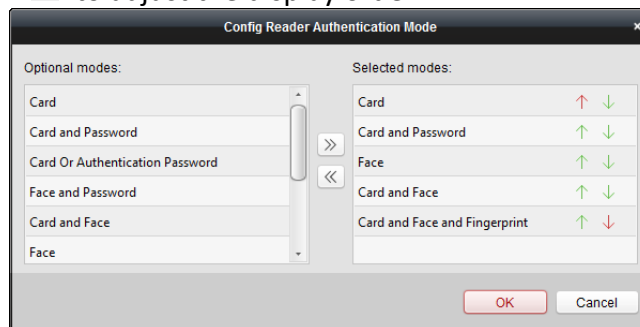 Config Reader Authentication Mode
×
Optional modes:
Selected modes:
Card
Card and Password
Card Or Authentication Password
Face and Password
Card and Face
Face
Card
Card and Password
Face
Card and Face
Card and Face and Fingerprint
OK
Cancel